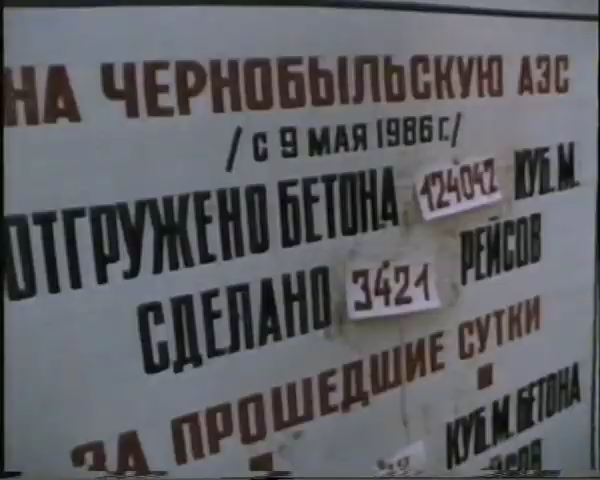 НА ЧЕРНОБЫЛЬСКУЮ АЭС
/ С 9 МАЯ 1986 Г. /
ОТГРУЖЕНО БЕТОНА 124042 КУБ. М.
СДЕЛАНО 3421 РЕЙСОВ
ЗА ПРОШЕДШИЕ СУТКИ
КУБ. М. БЕТОНА